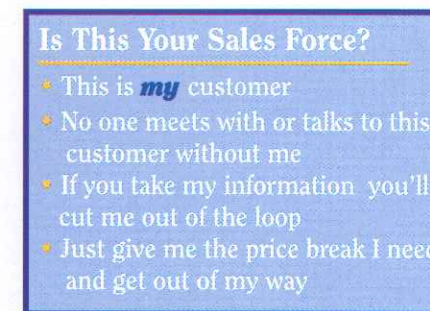 Is This Your Sales Force?
• This is my customer
• No one meets with or talks to this
customer without me
• If you take my information you'll
cut me out of the loop
• Just give me the price break I need
and get out of my way